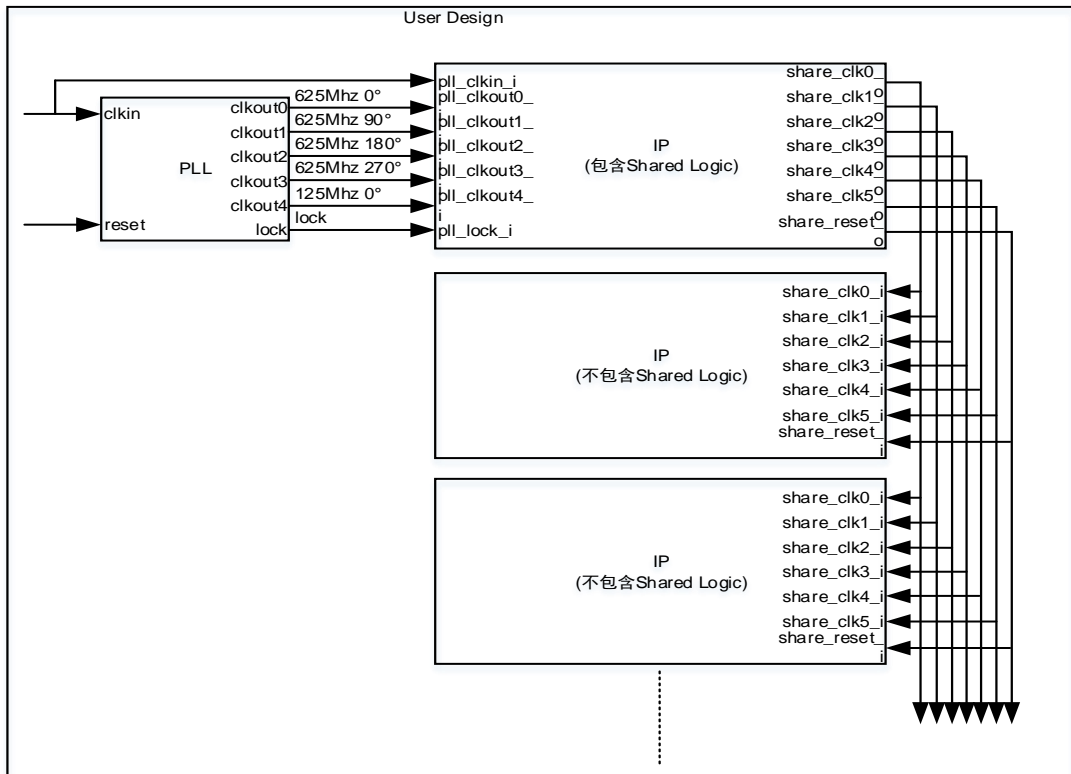 User Design
clkin
reset
PLL
clkout0
clkout1
clkout2
clkout3
clkout4
lock
625Mhz 0°
625Mhz 90°
625Mhz 180°
625Mhz 270°
125Mhz 0°
lock
pll_clkin_i
pll_clkout0_
i
pll_clkout1_
i
pll_clkout2_
i
pll_clkout3_
i
pll_clkout4_
i
pll_lock_i
IP
(包含Shared Logic)
share_clk0_
o
share_clk1_
o
share_clk2_
o
share_clk3_
o
share_clk4_
o
share_clk5_
o
share_reset_
o
IP
(不包含Shared Logic)
share_clk0_i
share_clk1_i
share_clk2_i
share_clk3_i
share_clk4_i
share_clk5_i
share_reset_
i
IP
(不包含Shared Logic)
share_clk0_i
share_clk1_i
share_clk2_i
share_clk3_i
share_clk4_i
share_clk5_i
share_reset_
i